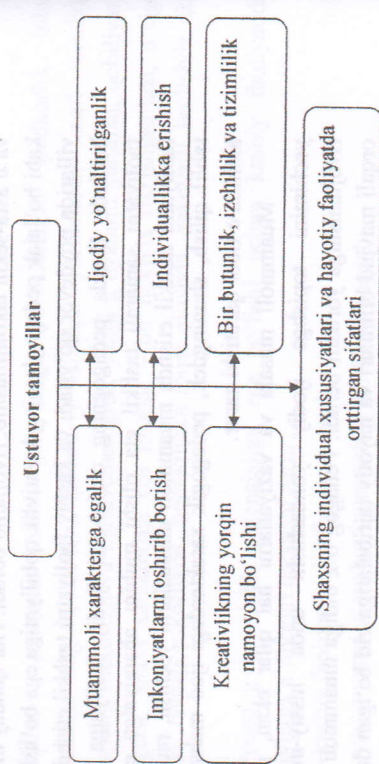 Ustuvor tamoyillar
Muammoli xarakterga egalik
Ijodiy yo‘naltirilganlik
Imkoniyatlarni oshirib borish
Individuallikka erishish
Kreativlikning yorqin
namoyon bo‘lishi
Bir butunlik, izchillik va tizimlilik
Shaxsning individual xususiyatlari va hayotiy faoliyatda
orttirgan sifatlari